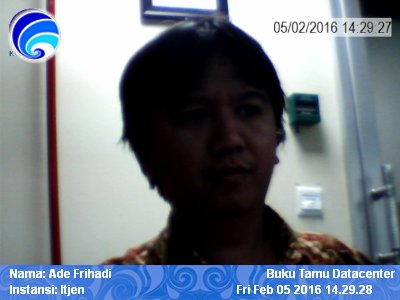 05/02/2016 14:29:27
K
Nama: Ade Frihadi
Buku Tamu Datacenter
Instansi: Itjen
Fri Feb 05 2016 14.29.28